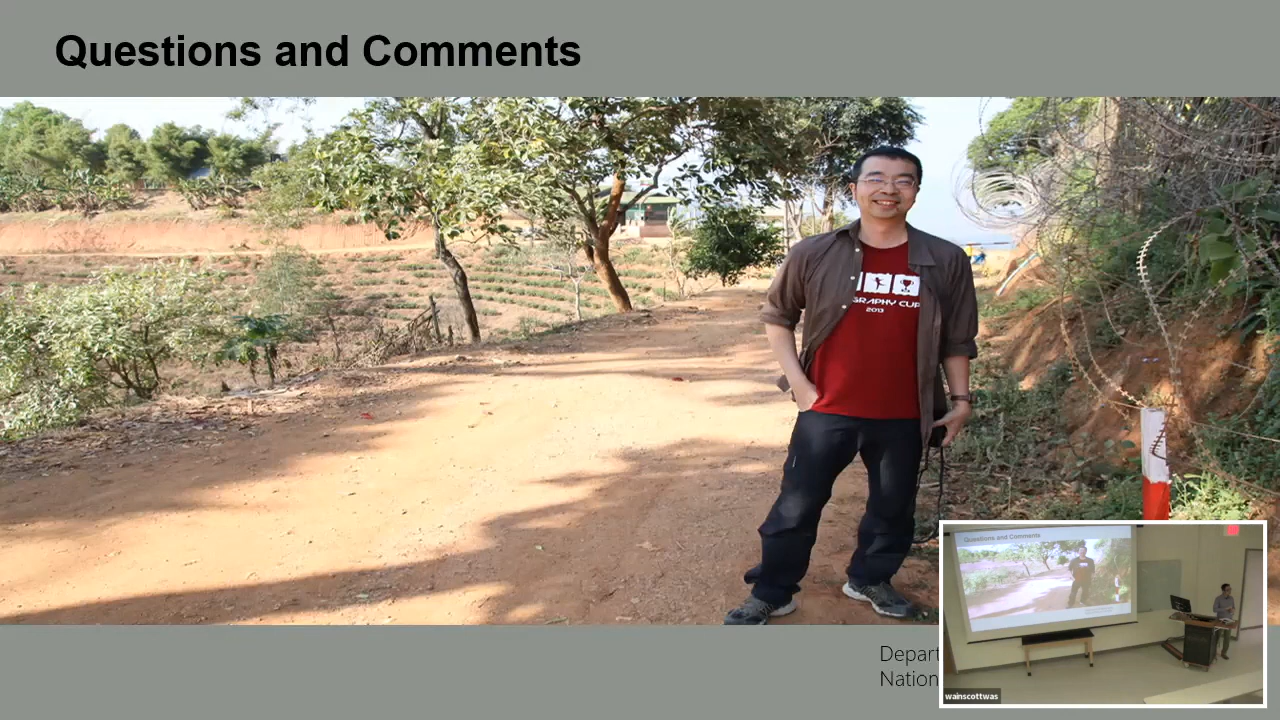 Questions and Comments
GRAPHY CUP
2013
Depart
Nation
Questions and Comments
wainscottwas